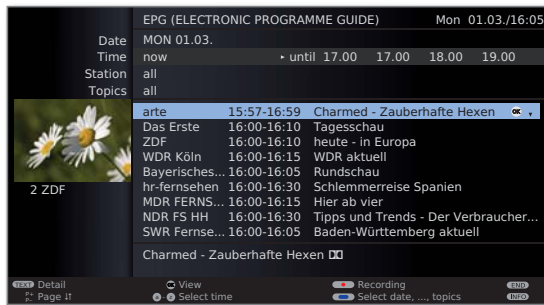 EPG (ELECTRONIC PROGRAMME GUIDE) Mon 01.03./16:05
Date MON 01.03.
Time now ▸ until 17.00 17.00 18.00 19.00
Station all
Topics all
arte 15:57-16:59 Charmed - Zauberhafte Hexen OK
Das Erste 16:00-16:10 Tagesschau
ZDF 16:00-16:10 heute - in Europa
WDR Köln 16:00-16:15 WDR aktuell
Bayerisches... 16:00-16:05 Rundschau
hr-fernsehen 16:00-16:30 Schlemmerreise Spanien
MDR FERNS... 16:00-16:15 Hier ab vier
NDR FS HH 16:00-16:30 Tipps und Trends - Der Verbraucher...
SWR Fernse... 16:00-16:05 Baden-Württemberg aktuell
2 ZDF
Charmed - Zauberhafte Hexen
TEXT Detail OK View Recording END
P+ P- Page ↓↑ 0-9 Select time Select date, ..., topics INFO